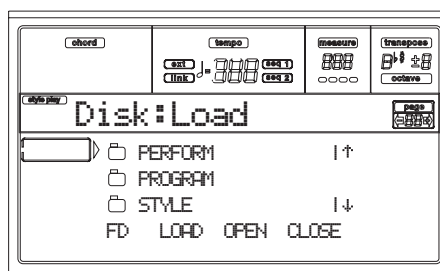 chord tempo measure transpose
ext seq 1
link seq 2
octave
style play page
Disk:Load
PERFORM
PROGRAM
STYLE
FD LOAD OPEN CLOSE